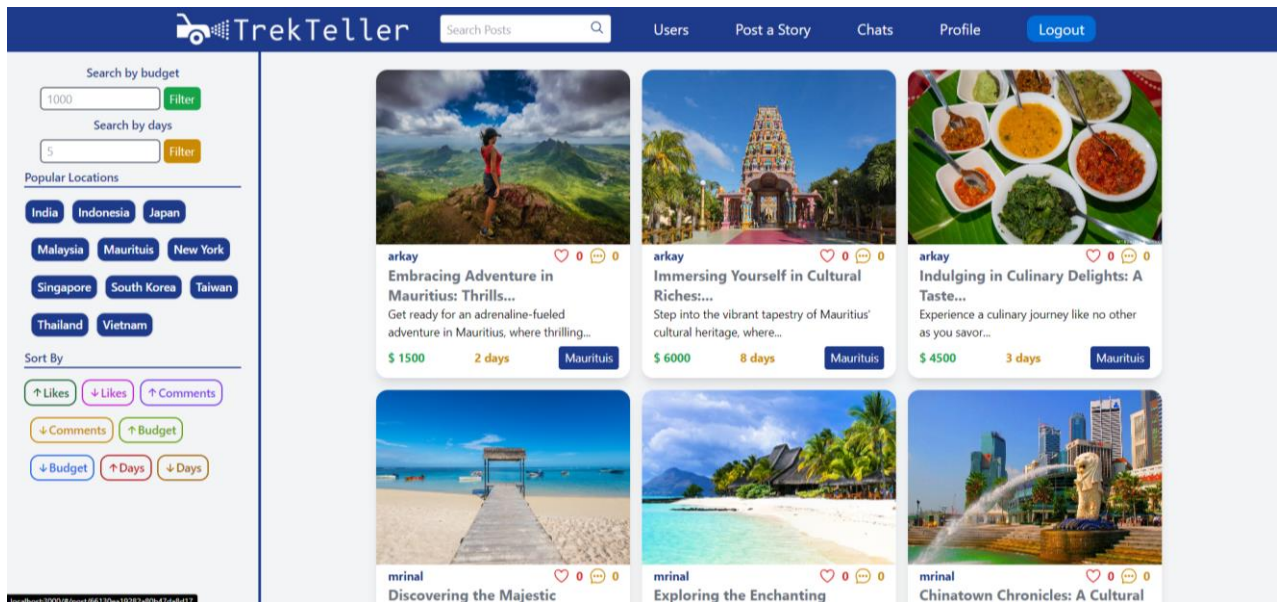 TrekTeller
Search Posts
Users
Post a Story
Chats
Profile
Logout
Search by budget
1000
Filter
Search by days
5
Filter
Popular Locations
India Indonesia Japan
Malaysia Maurituis New York
Singapore South Korea Taiwan
Thailand Vietnam
Sort By
↑ Likes ↓ Likes ↑ Comments
↓ Comments ↑ Budget
↓ Budget ↑ Days ↓ Days
arkay 0 0
Embracing Adventure in
Mauritius: Thrills...
Get ready for an adrenaline-fueled
adventure in Mauritius, where thrilling...
$ 1500 2 days Maurituis
arkay 0 0
Immersing Yourself in Cultural
Riches:...
Step into the vibrant tapestry of Mauritius'
cultural heritage, where...
$ 6000 8 days Maurituis
arkay 0 0
Indulging in Culinary Delights: A
Taste...
Experience a culinary journey like no other
as you savor...
$ 4500 3 days Maurituis
mrinal 0 0
Discovering the Majestic
mrinal 0 0
Exploring the Enchanting
mrinal 0 0
Chinatown Chronicles: A Cultural